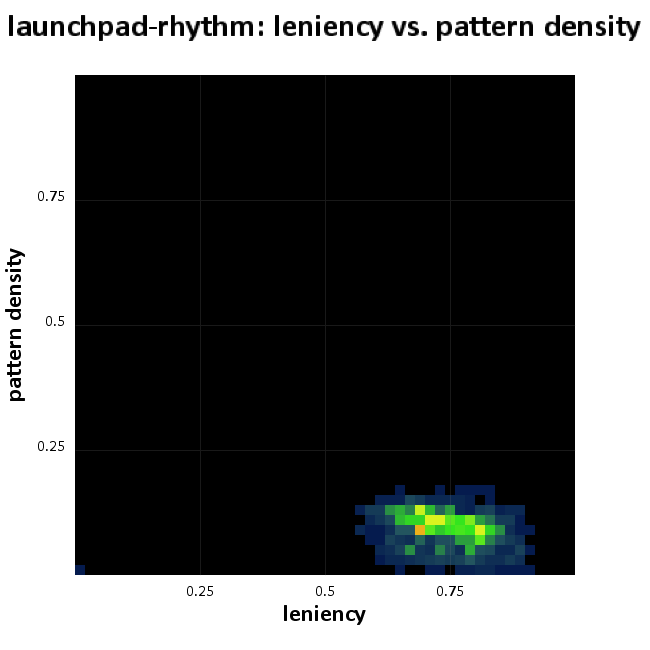 launchpad-rhythm: leniency vs. pattern density
0.75
0.5
0.25
pattern density
0.25 0.5 0.75
leniency